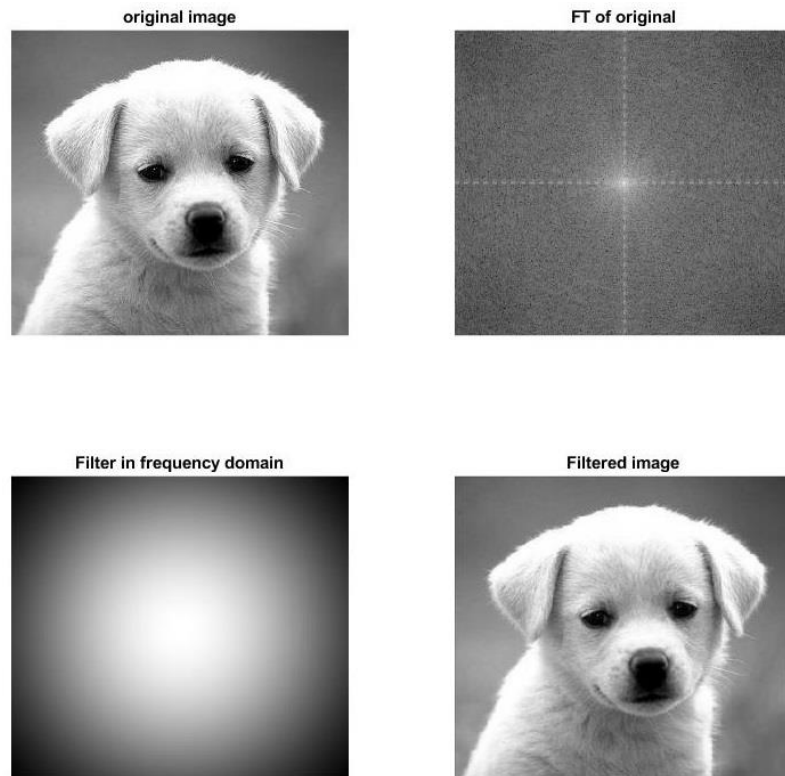 original image
FT of original
Filter in frequency domain
Filtered image